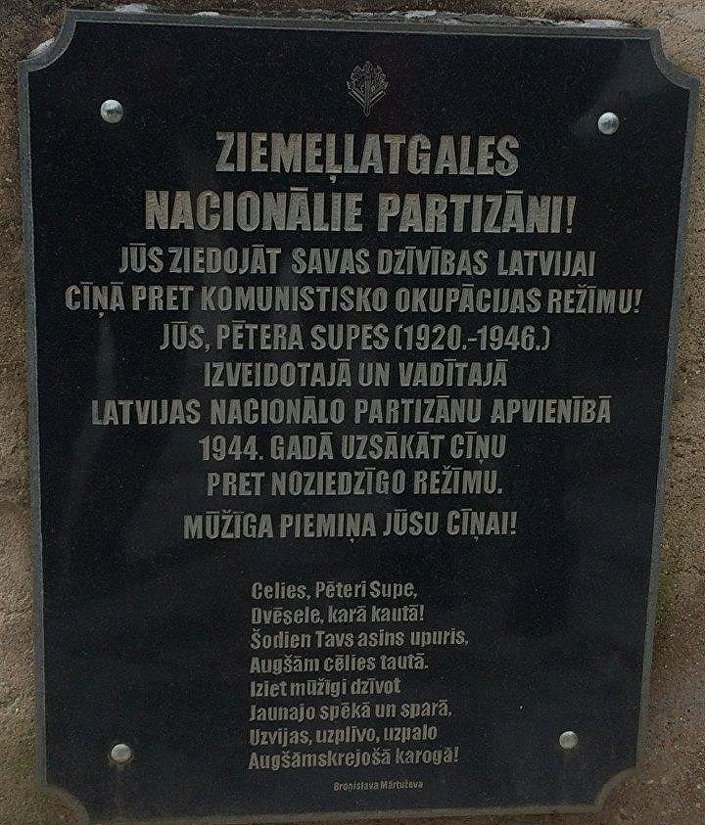 ZIEMEĻLATGALES
NACIONĀLIE PARTIZĀNI!
JŪS ZIEDOJĀT SAVAS DZĪVĪBAS LATVIJAI
CĪŅĀ PRET KOMUNISTISKO OKUPĀCIJAS REŽĪMU!
JŪS, PĒTERA SUPES (1920.-1946.)
IZVEIDOTAJĀ UN VADĪTAJĀ
LATVIJAS NACIONĀLO PARTIZĀNU APVIENĪBĀ
1944. GADĀ UZSĀKĀT CĪŅU
PRET NOZIEDZĪGO REŽĪMU.
MŪŽĪGA PIEMIŅA JŪSU CĪŅAI!
Celies, Pēteri Supe,
Dvēsele, karā kautā!
Šodien Tavs asins upuris,
Augšām cēlies tautā.
Iziet mūžīgi dzīvot
Jaunajo spēkā un sparā,
Uzvijas, uzplīvo, uzpalo
Augšāmskrejošā karogā!
Broņislava Mārtuževa